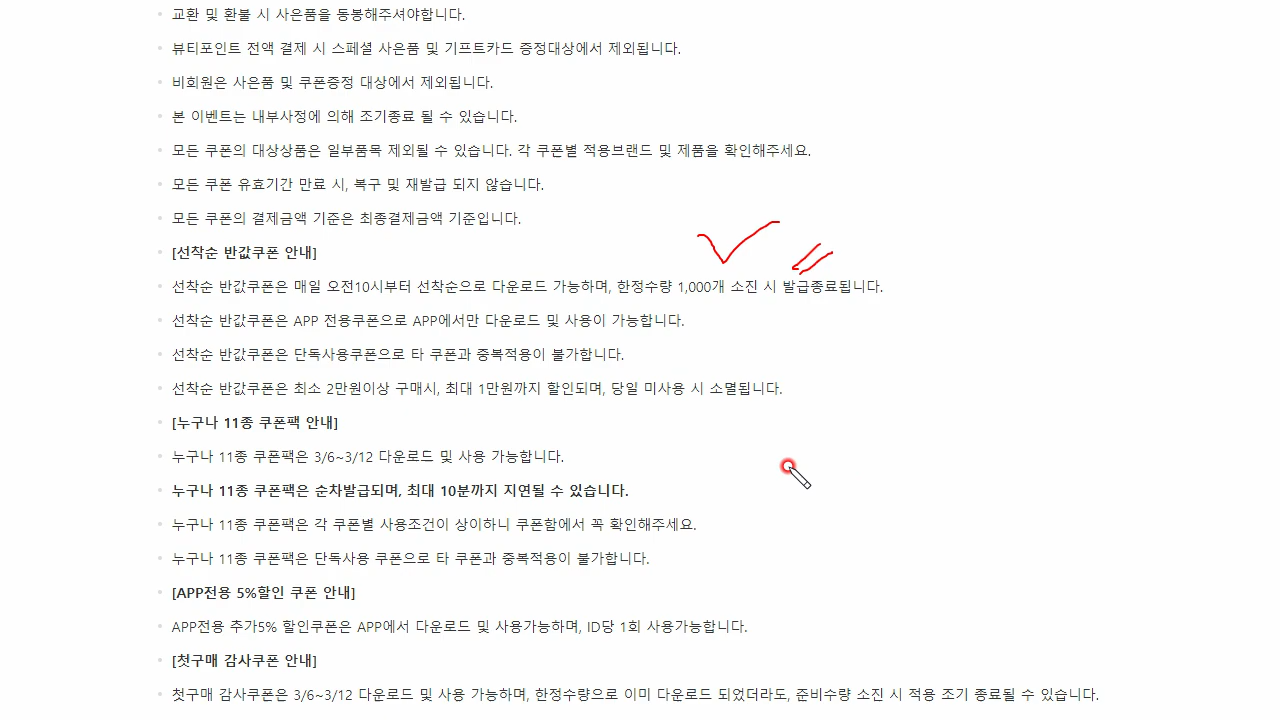 교환 및 환불 시 사은품을 동봉해주셔야합니다.
뷰티포인트 전액 결제 시 스페셜 사은품 및 기프트카드 증정대상에서 제외됩니다.
비회원은 사은품 및 쿠폰증정 대상에서 제외됩니다.
본 이벤트는 내부사정에 의해 조기종료 될 수 있습니다.
모든 쿠폰의 대상상품은 일부품목 제외될 수 있습니다. 각 쿠폰별 적용브랜드 및 제품을 확인해주세요.
모든 쿠폰 유효기간 만료 시, 복구 및 재발급 되지 않습니다.
모든 쿠폰의 결제금액 기준은 최종결제금액 기준입니다.
[선착순 반값쿠폰 안내]
선착순 반값쿠폰은 매일 오전10시부터 선착순으로 다운로드 가능하며, 한정수량 1,000개 소진 시 발급종료됩니다.
선착순 반값쿠폰은 APP 전용쿠폰으로 APP에서만 다운로드 및 사용이 가능합니다.
선착순 반값쿠폰은 단독사용쿠폰으로 타 쿠폰과 중복적용이 불가합니다.
선착순 반값쿠폰은 최소 2만원이상 구매시, 최대 1만원까지 할인되며, 당일 미사용 시 소멸됩니다.
[누구나 11종 쿠폰팩 안내]
누구나 11종 쿠폰팩은 3/6~3/12 다운로드 및 사용 가능합니다.
누구나 11종 쿠폰팩은 순차발급되며, 최대 10분까지 지연될 수 있습니다.
누구나 11종 쿠폰팩은 각 쿠폰별 사용조건이 상이하니 쿠폰함에서 꼭 확인해주세요.
누구나 11종 쿠폰팩은 단독사용 쿠폰으로 타 쿠폰과 중복적용이 불가합니다.
[APP전용 5%할인 쿠폰 안내]
APP전용 추가5% 할인쿠폰은 APP에서 다운로드 및 사용가능하며, ID당 1회 사용가능합니다.
[첫구매 감사쿠폰 안내]
첫구매 감사쿠폰은 3/6~3/12 다운로드 및 사용 가능하며, 한정수량으로 이미 다운로드 되었더라도, 준비수량 소진 시 적용 조기 종료될 수 있습니다.